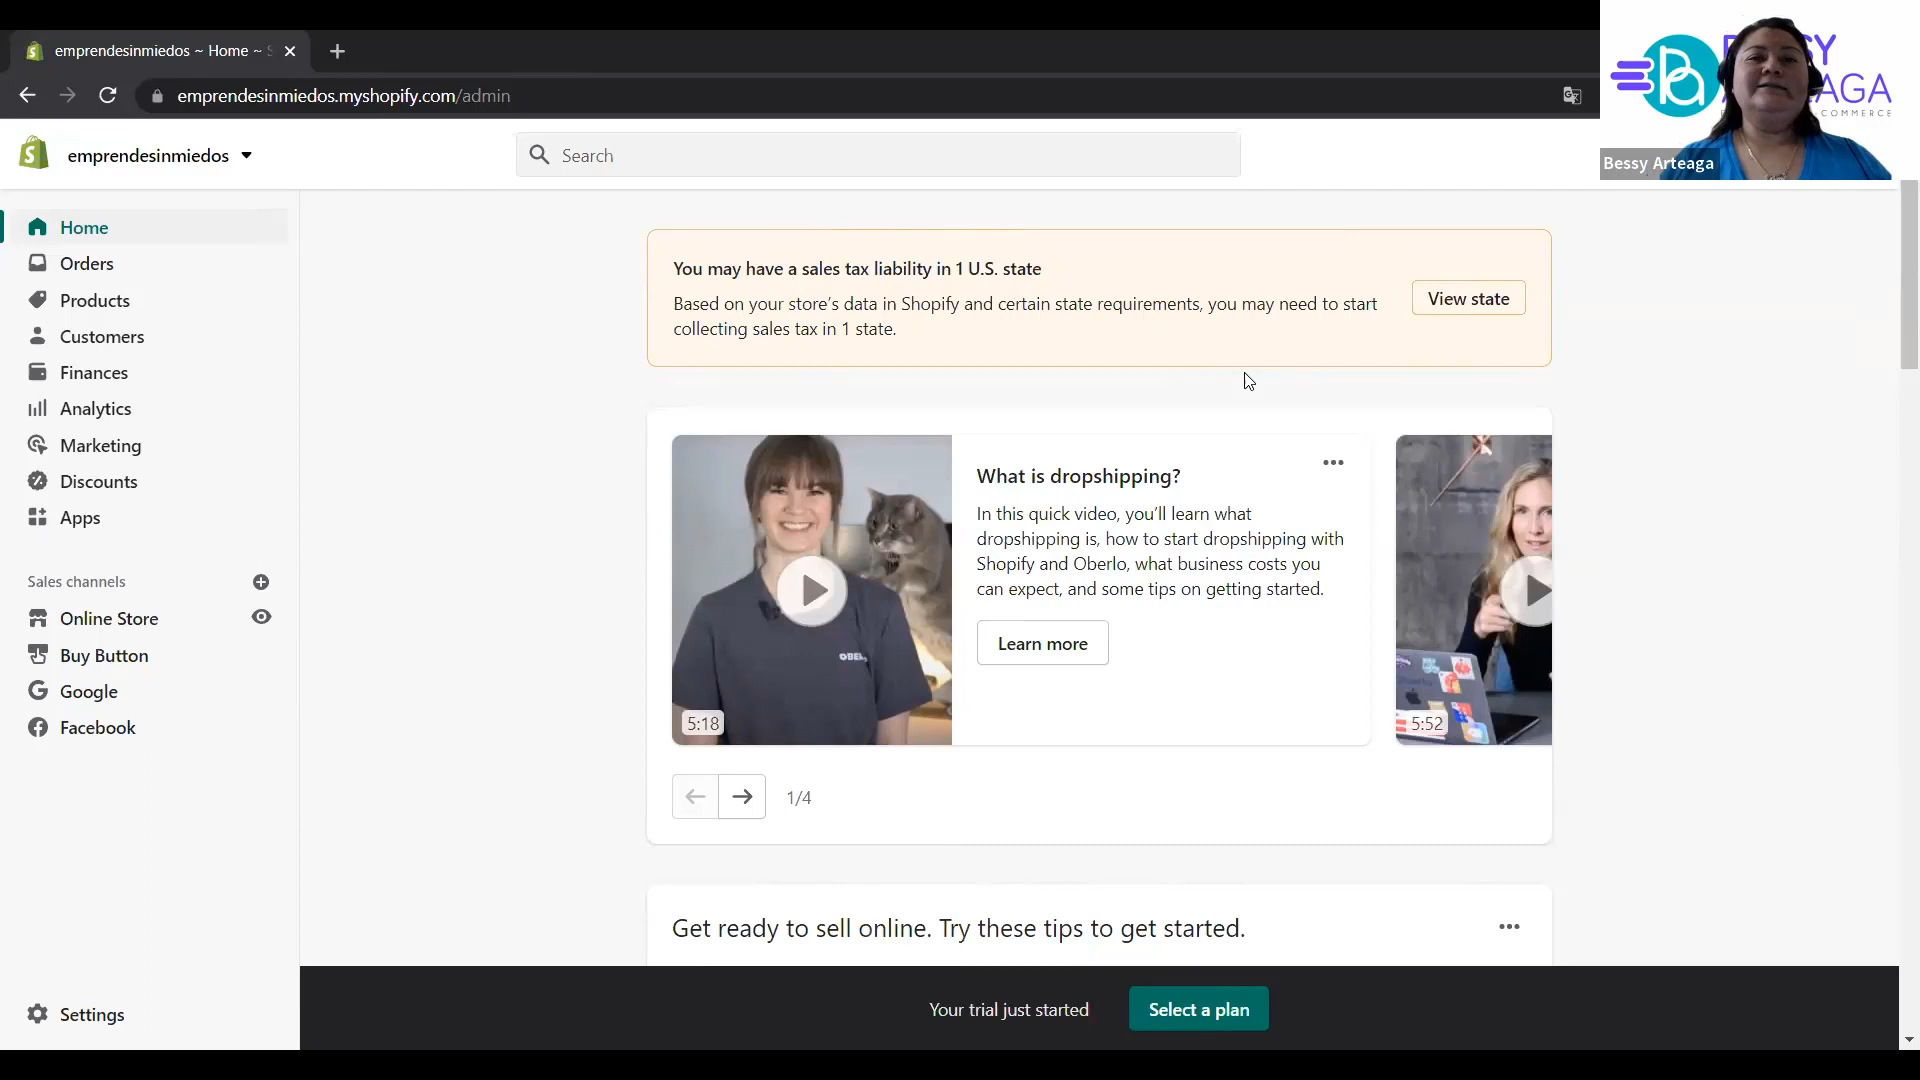 emprendesinmiedos ~ Home ~
emprendesinmiedos.myshopify.com/admin
AGA
COMMERCE
Bessy Arteaga
emprendesinmiedos
Search
Home
Orders
Products
Customers
Finances
Analytics
Marketing
Discounts
Apps
Sales channels
Online Store
Buy Button
Google
Facebook
Settings
You may have a sales tax liability in 1 U.S. state
Based on your store's data in Shopify and certain state requirements, you may need to start
collecting sales tax in 1 state.
View state
What is dropshipping?
In this quick video, you'll learn what
dropshipping is, how to start dropshipping with
Shopify and Oberlo, what business costs you
can expect, and some tips on getting started.
Learn more
5:18
5:52
1/4
Get ready to sell online. Try these tips to get started.
Your trial just started
Select a plan